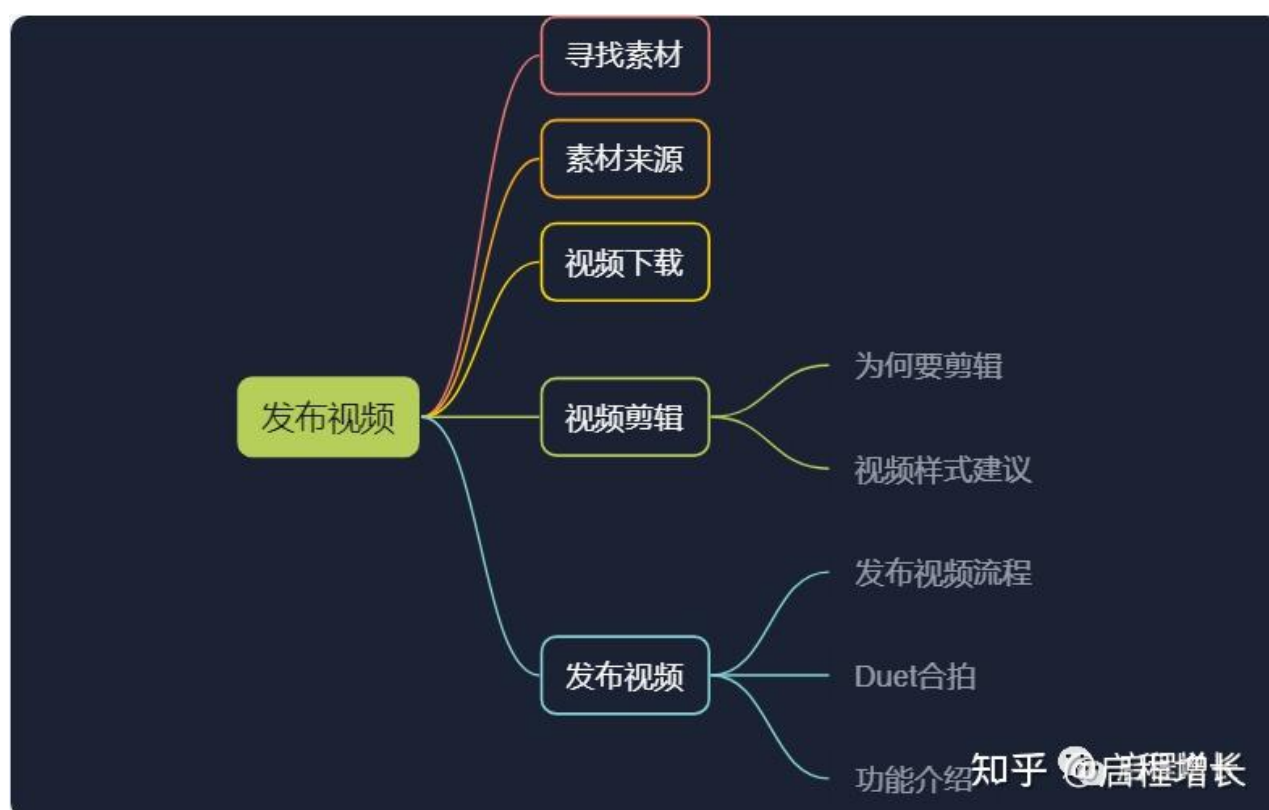 寻找素材
素材来源
视频下载
发布视频
视频剪辑
为何要剪辑
视频样式建议
发布视频
发布视频流程
Duet合拍
功能介绍
知乎 @启程增长